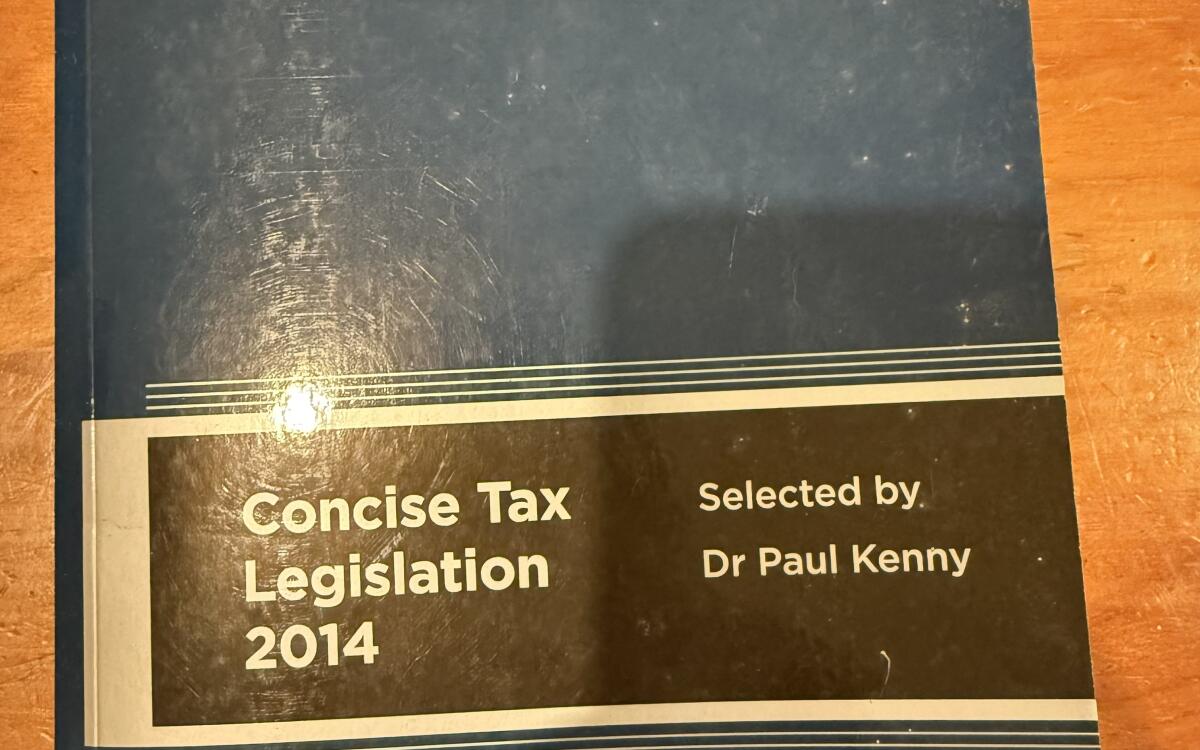 Concise Tax
Legislation
2014
Selected by
Dr Paul Kenny